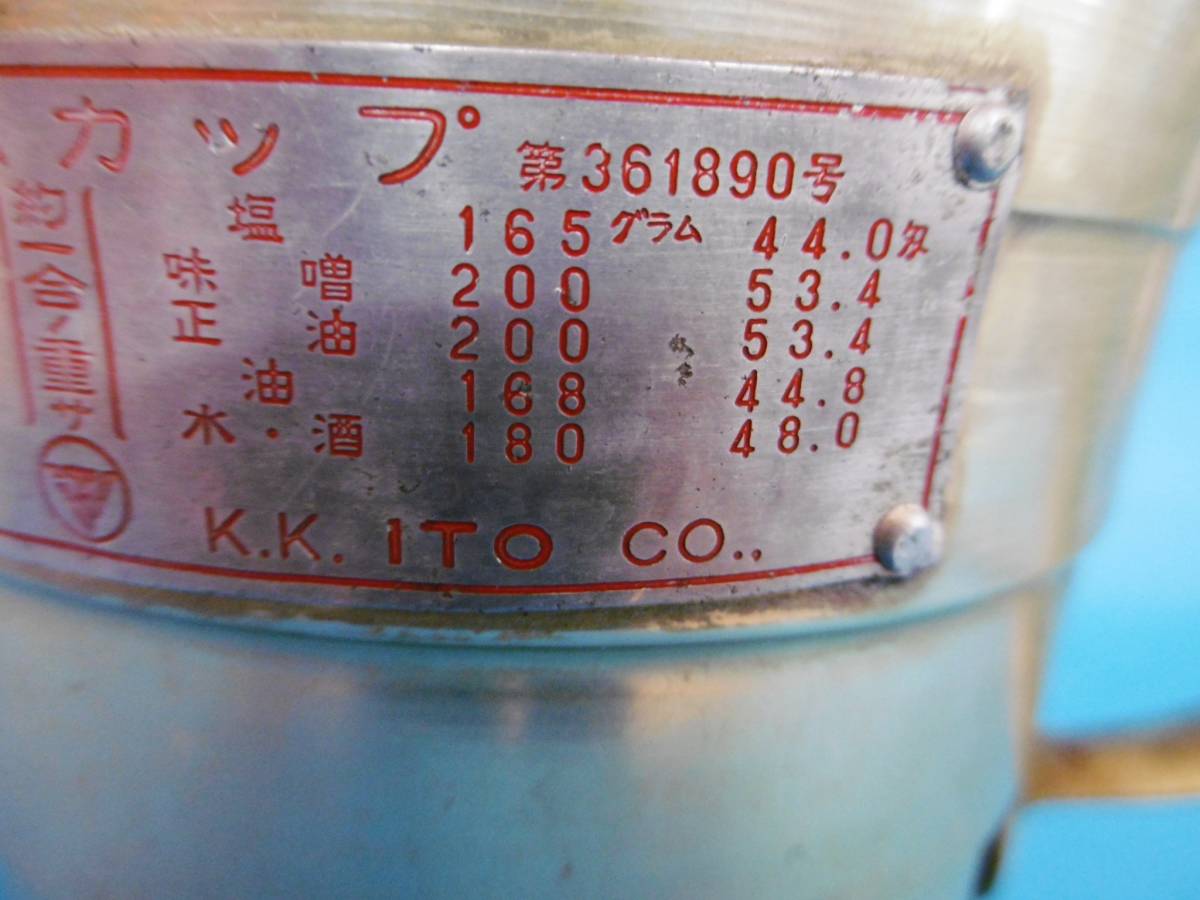 カップ 第361890号
約一合ノ重サ
塩 165グラム 44.0匁
味噌 200 53.4
正油 200 53.4
油 168 44.8
水・酒 180 48.0
K.K. ITO CO.,